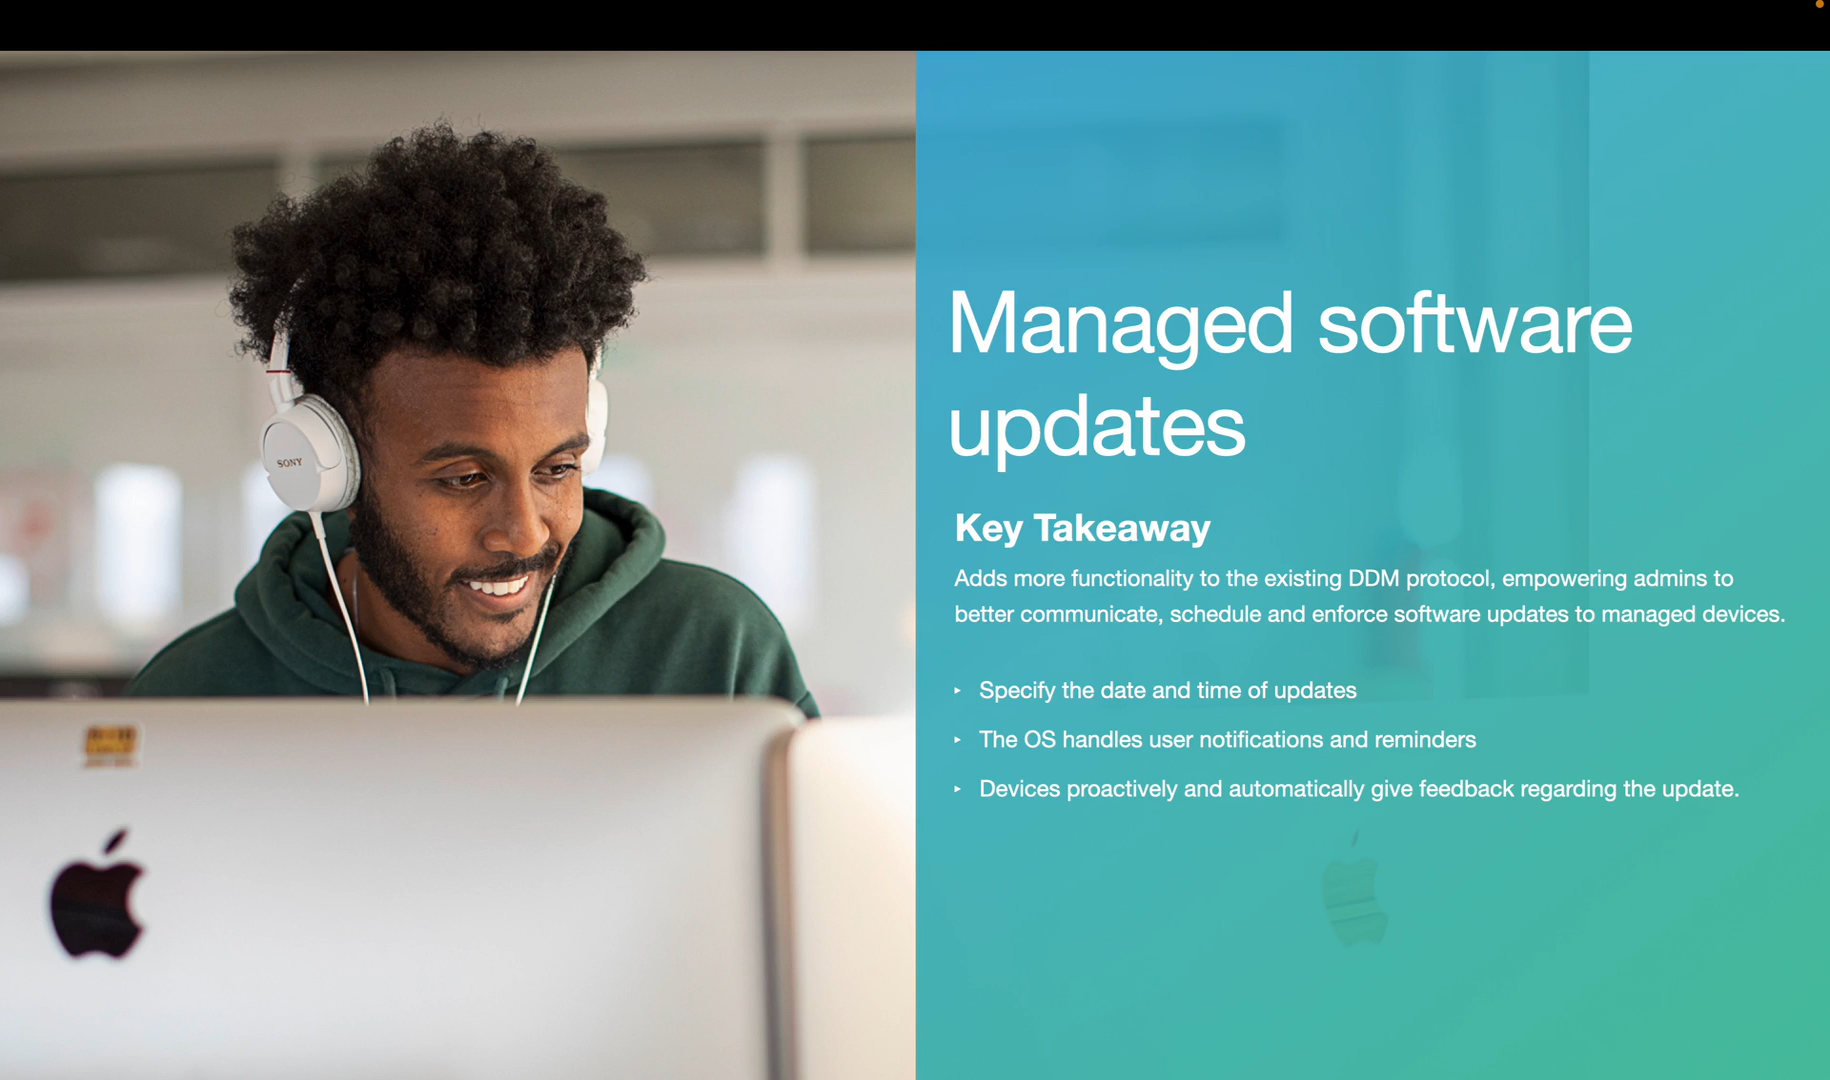 SONY
Managed software
updates
Key Takeaway
Adds more functionality to the existing DDM protocol, empowering admins to
better communicate, schedule and enforce software updates to managed devices.
‣ Specify the date and time of updates
‣ The OS handles user notifications and reminders
‣ Devices proactively and automatically give feedback regarding the update.